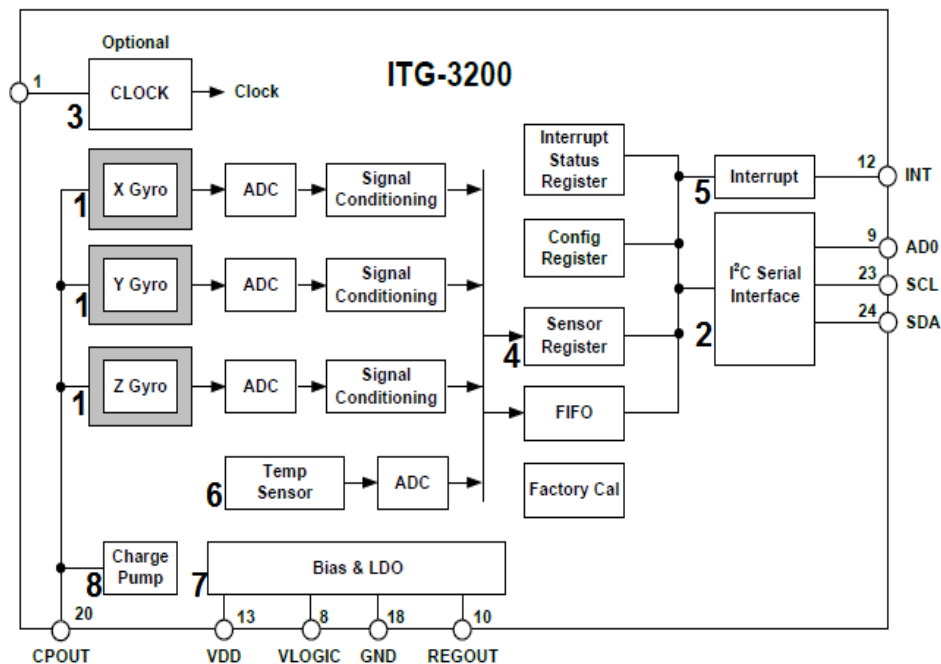 Optional
ITG-3200
1
CLOCK
Clock
3
Interrupt
Status
Register
12
INT
X Gyro
ADC
Signal
Conditioning
Interrupt
1
5
9
AD0
Config
Register
I²C Serial
Interface
Y Gyro
ADC
Signal
Conditioning
23
SCL
1
24
SDA
Sensor
Register
2
4
Z Gyro
ADC
Signal
Conditioning
1
FIFO
Temp
Sensor
ADC
6
Factory Cal
Charge
Pump
8
Bias & LDO
7
20
13
8
18
10
CPOUT
VDD
VLOGIC
GND
REGOUT